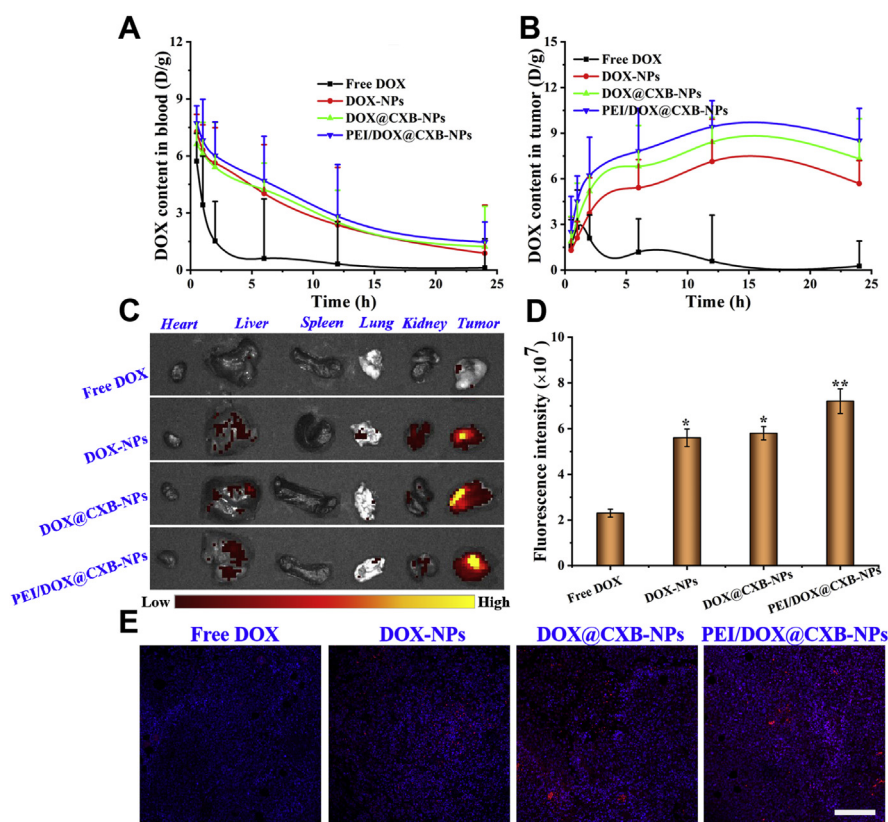 A
DOX content in blood (D/g)
12
9
6
3
0
0 5 10 15 20 25
Time (h)
Free DOX
DOX-NPs
DOX@CXB-NPs
PEI/DOX@CXB-NPs
B
DOX content in tumor (D/g)
15
12
9
6
3
0
0 5 10 15 20 25
Time (h)
Free DOX
DOX-NPs
DOX@CXB-NPs
PEI/DOX@CXB-NPs
C
Heart Liver Spleen Lung Kidney Tumor
Free DOX
DOX-NPs
DOX@CXB-NPs
PEI/DOX@CXB-NPs
Low High
D
Fluorescence intensity (×10⁷)
10
8
6
4
2
0
* * **
Free DOX
DOX-NPs
DOX@CXB-NPs
PEI/DOX@CXB-NPs
E
Free DOX DOX-NPs DOX@CXB-NPs PEI/DOX@CXB-NPs